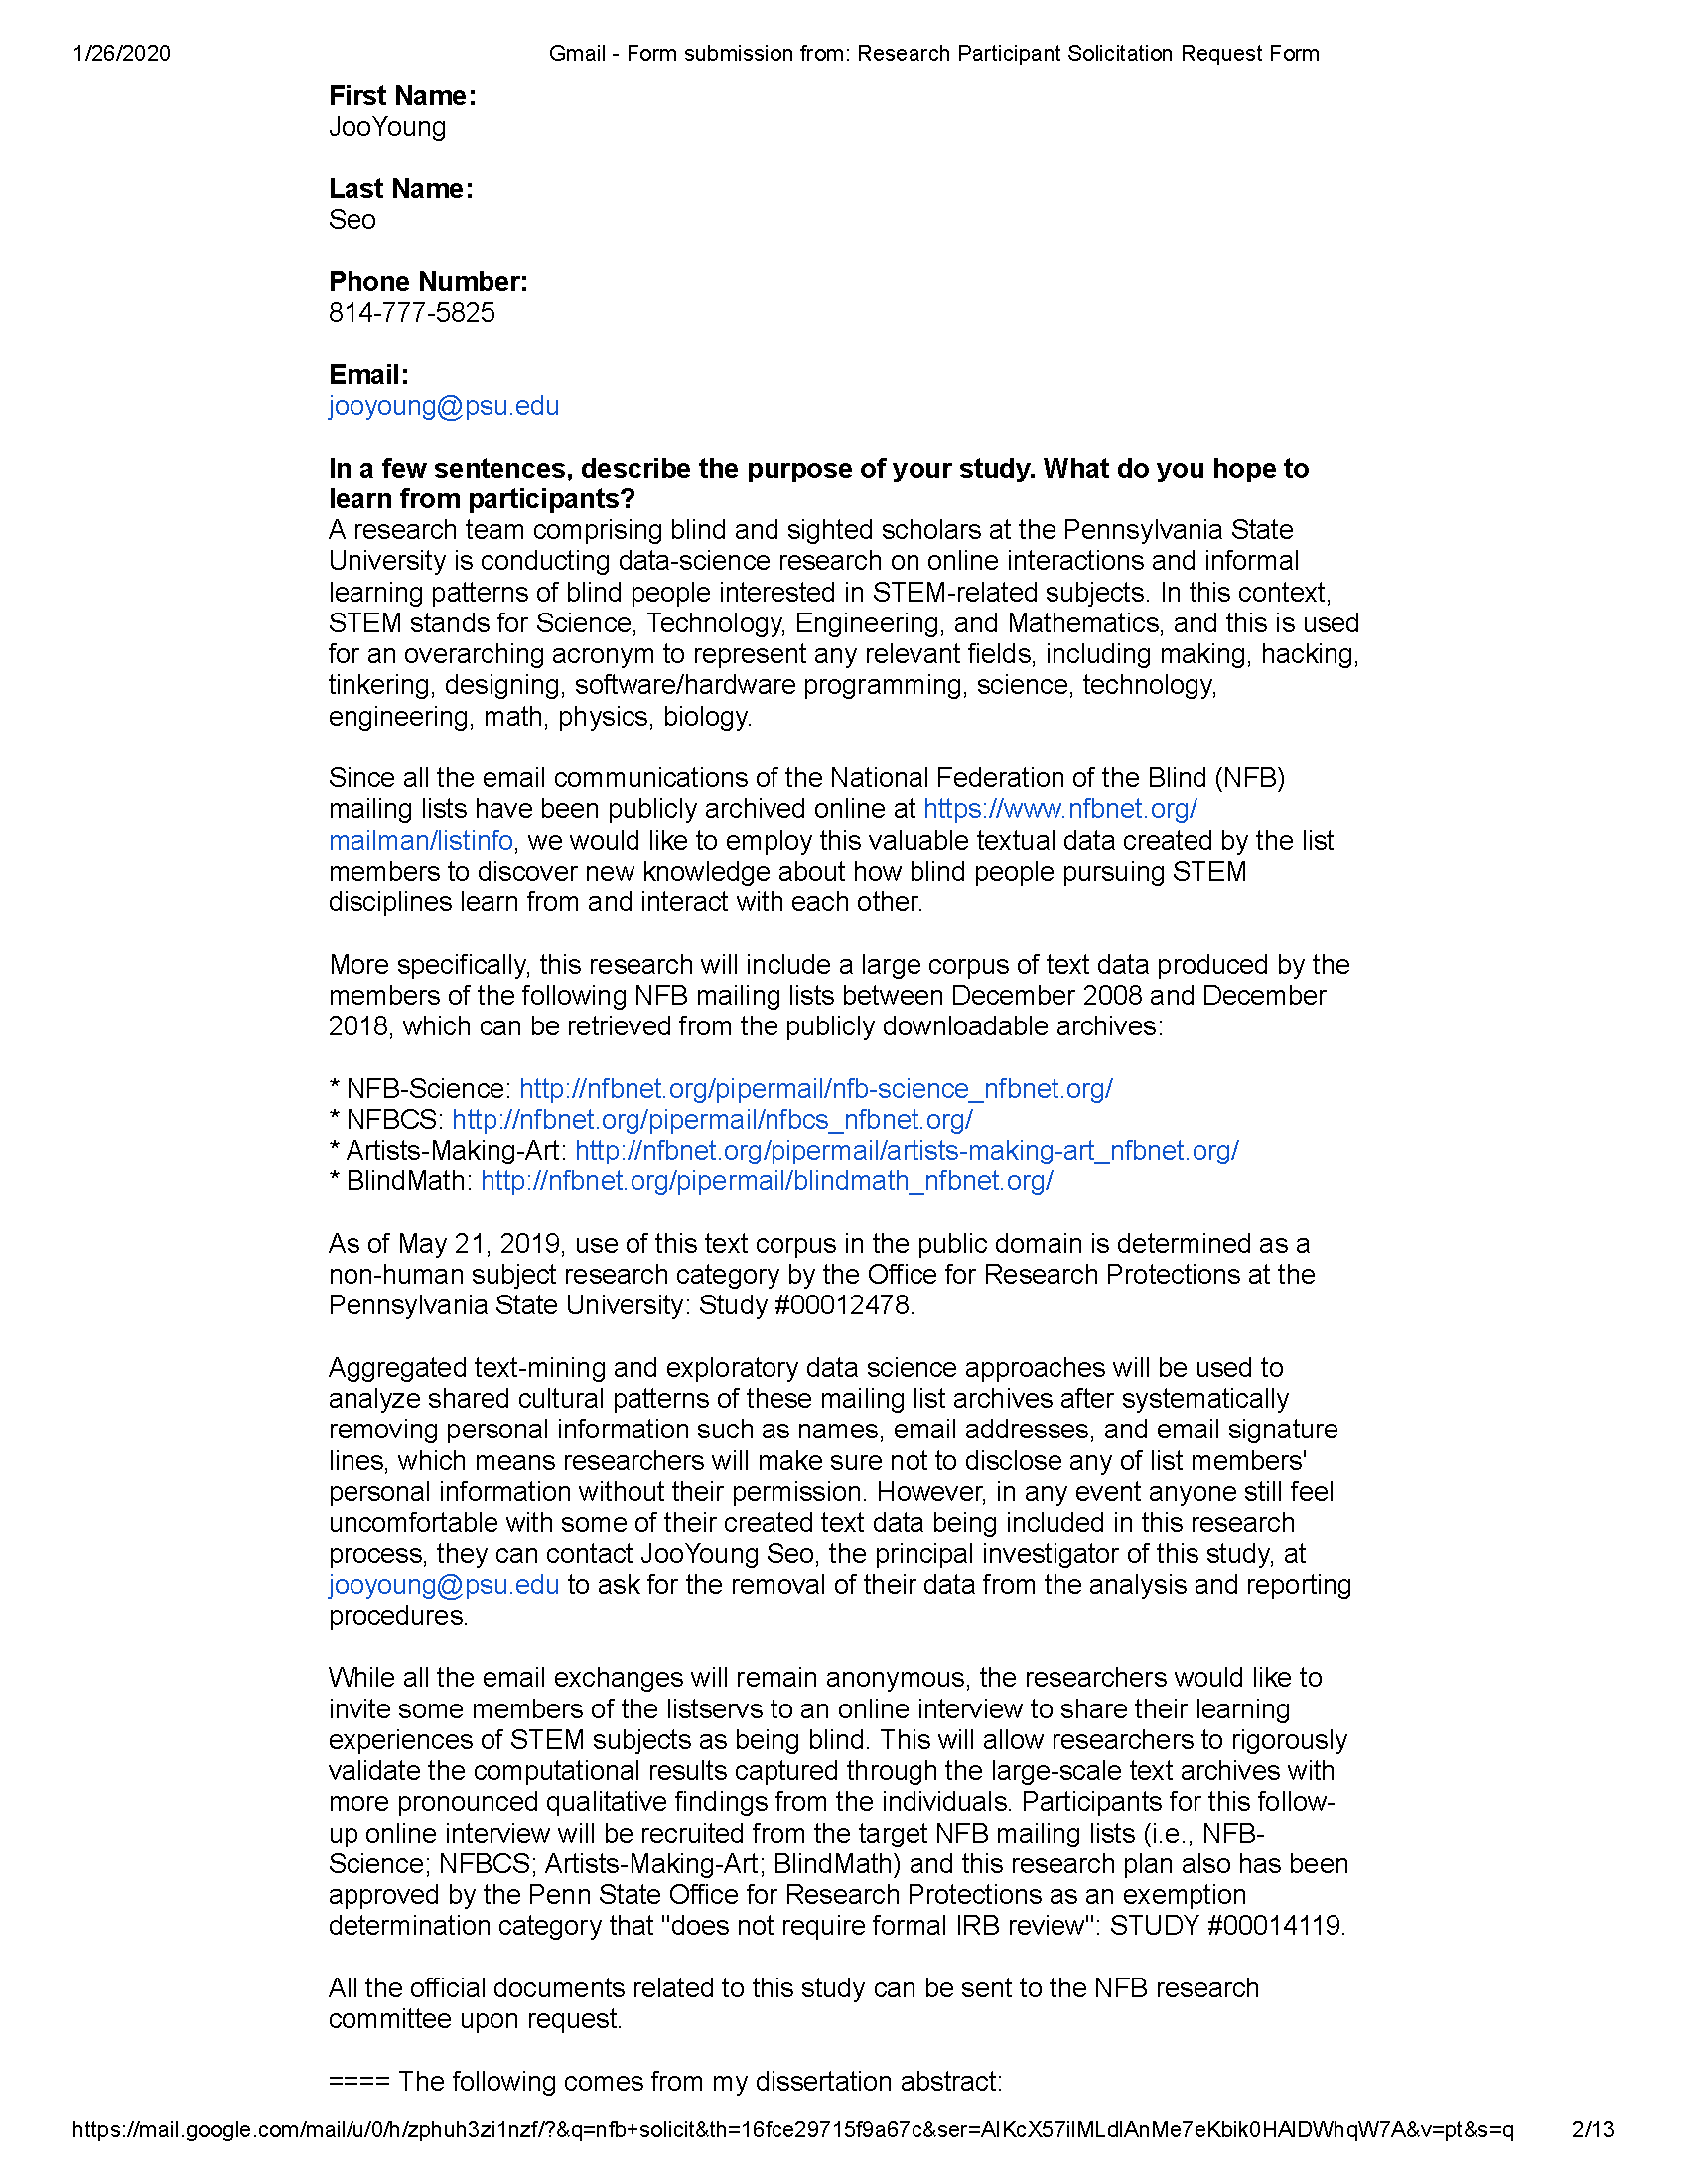 1/26/2020 Gmail - Form submission from: Research Participant Solicitation Request Form
First Name:
JooYoung
Last Name:
Seo
Phone Number:
814-777-5825
Email:
jooyoung@psu.edu
In a few sentences, describe the purpose of your study. What do you hope to
learn from participants?
A research team comprising blind and sighted scholars at the Pennsylvania State
University is conducting data-science research on online interactions and informal
learning patterns of blind people interested in STEM-related subjects. In this context,
STEM stands for Science, Technology, Engineering, and Mathematics, and this is used
for an overarching acronym to represent any relevant fields, including making, hacking,
tinkering, designing, software/hardware programming, science, technology,
engineering, math, physics, biology.
Since all the email communications of the National Federation of the Blind (NFB)
mailing lists have been publicly archived online at https://www.nfbnet.org/
mailman/listinfo, we would like to employ this valuable textual data created by the list
members to discover new knowledge about how blind people pursuing STEM
disciplines learn from and interact with each other.
More specifically, this research will include a large corpus of text data produced by the
members of the following NFB mailing lists between December 2008 and December
2018, which can be retrieved from the publicly downloadable archives:
* NFB-Science: http://nfbnet.org/pipermail/nfb-science_nfbnet.org/
* NFBCS: http://nfbnet.org/pipermail/nfbcs_nfbnet.org/
* Artists-Making-Art: http://nfbnet.org/pipermail/artists-making-art_nfbnet.org/
* BlindMath: http://nfbnet.org/pipermail/blindmath_nfbnet.org/
As of May 21, 2019, use of this text corpus in the public domain is determined as a
non-human subject research category by the Office for Research Protections at the
Pennsylvania State University: Study #00012478.
Aggregated text-mining and exploratory data science approaches will be used to
analyze shared cultural patterns of these mailing list archives after systematically
removing personal information such as names, email addresses, and email signature
lines, which means researchers will make sure not to disclose any of list members'
personal information without their permission. However, in any event anyone still feel
uncomfortable with some of their created text data being included in this research
process, they can contact JooYoung Seo, the principal investigator of this study, at
jooyoung@psu.edu to ask for the removal of their data from the analysis and reporting
procedures.
While all the email exchanges will remain anonymous, the researchers would like to
invite some members of the listservs to an online interview to share their learning
experiences of STEM subjects as being blind. This will allow researchers to rigorously
validate the computational results captured through the large-scale text archives with
more pronounced qualitative findings from the individuals. Participants for this follow-
up online interview will be recruited from the target NFB mailing lists (i.e., NFB-
Science; NFBCS; Artists-Making-Art; BlindMath) and this research plan also has been
approved by the Penn State Office for Research Protections as an exemption
determination category that "does not require formal IRB review": STUDY #00014119.
All the official documents related to this study can be sent to the NFB research
committee upon request.
==== The following comes from my dissertation abstract:
https://mail.google.com/mail/u/0/h/zphuh3zi1nzf/?&q=nfb+solicit&th=16fce29715f9a67c&ser=AIKcX57iIMLdIAnMe7eKbik0HAIDWhqW7A&v=pt&s=q 2/13